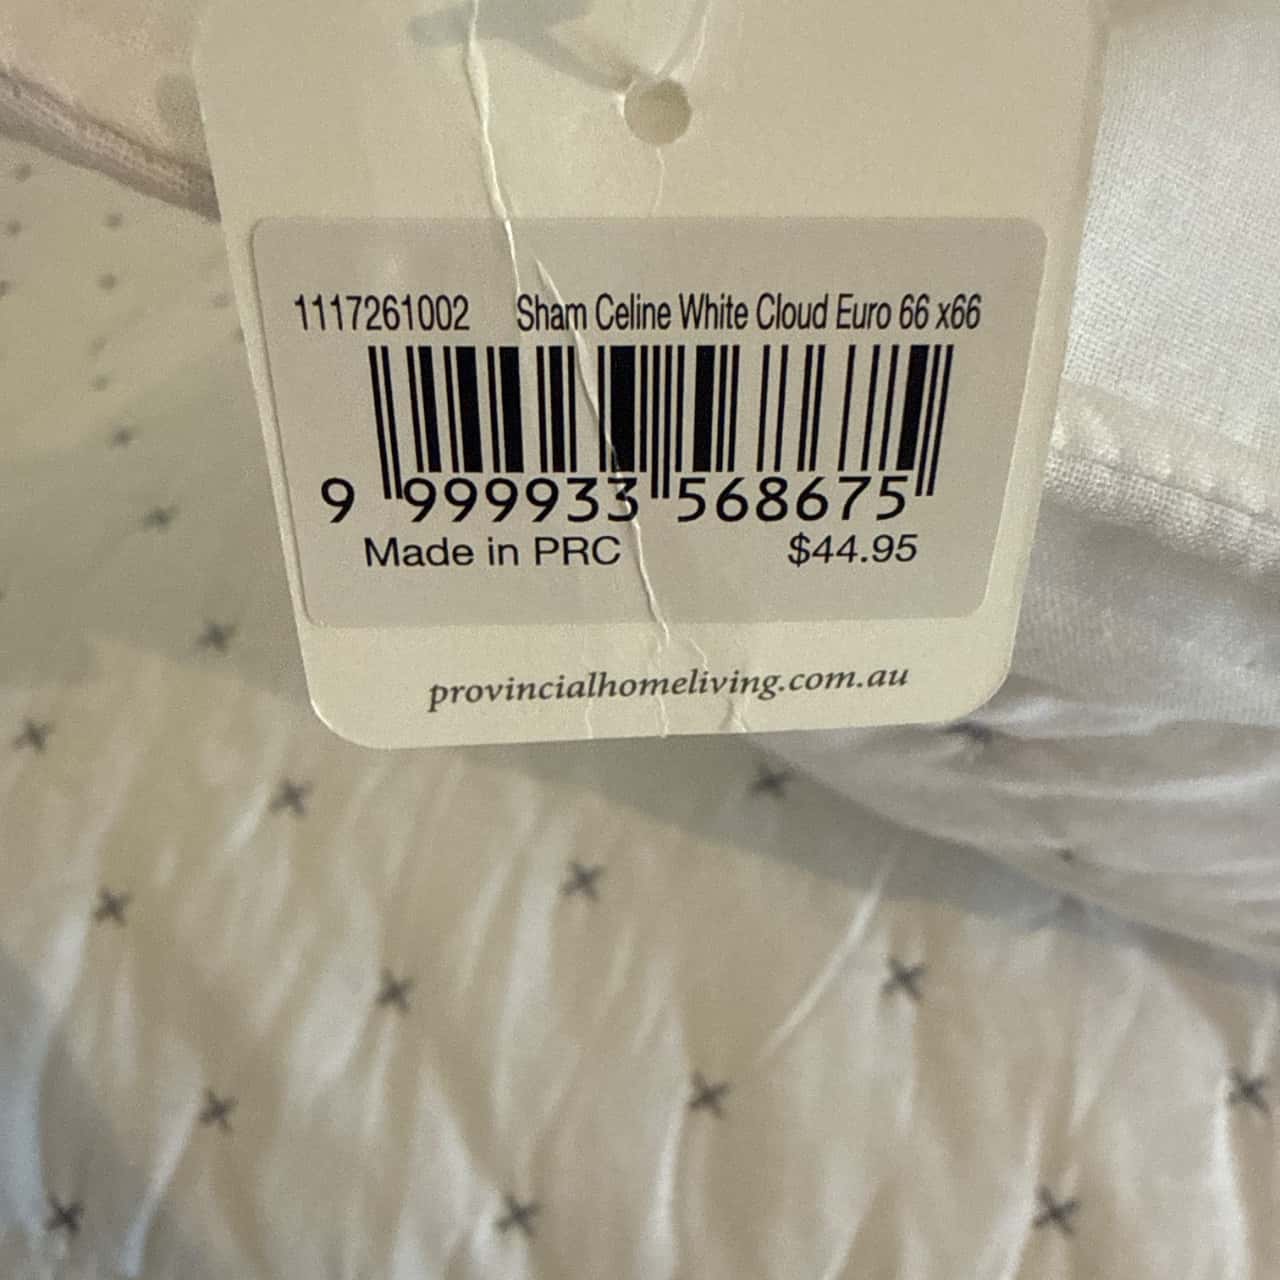 1117261002 Sham Celine White Cloud Euro 66 x66
9 999933 568675
Made in PRC $44.95
provincialhomeliving.com.au